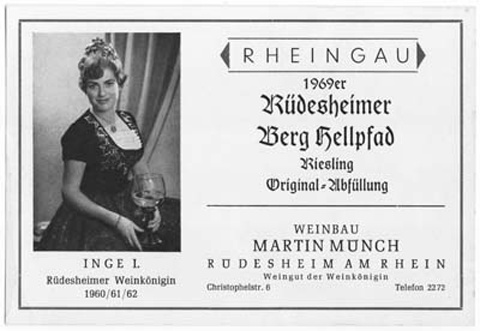 RHEINGAU
1969er
Rüdesheimer
Berg Hellpfad
Riesling
Original-Abfüllung
WEINBAU
MARTIN MÜNCH
RÜDESHEIM AM RHEIN
Weingut der Weinkönigin
Christophelstr. 6 Telefon 2272
INGE I.
Rüdesheimer Weinkönigin
1960/61/62